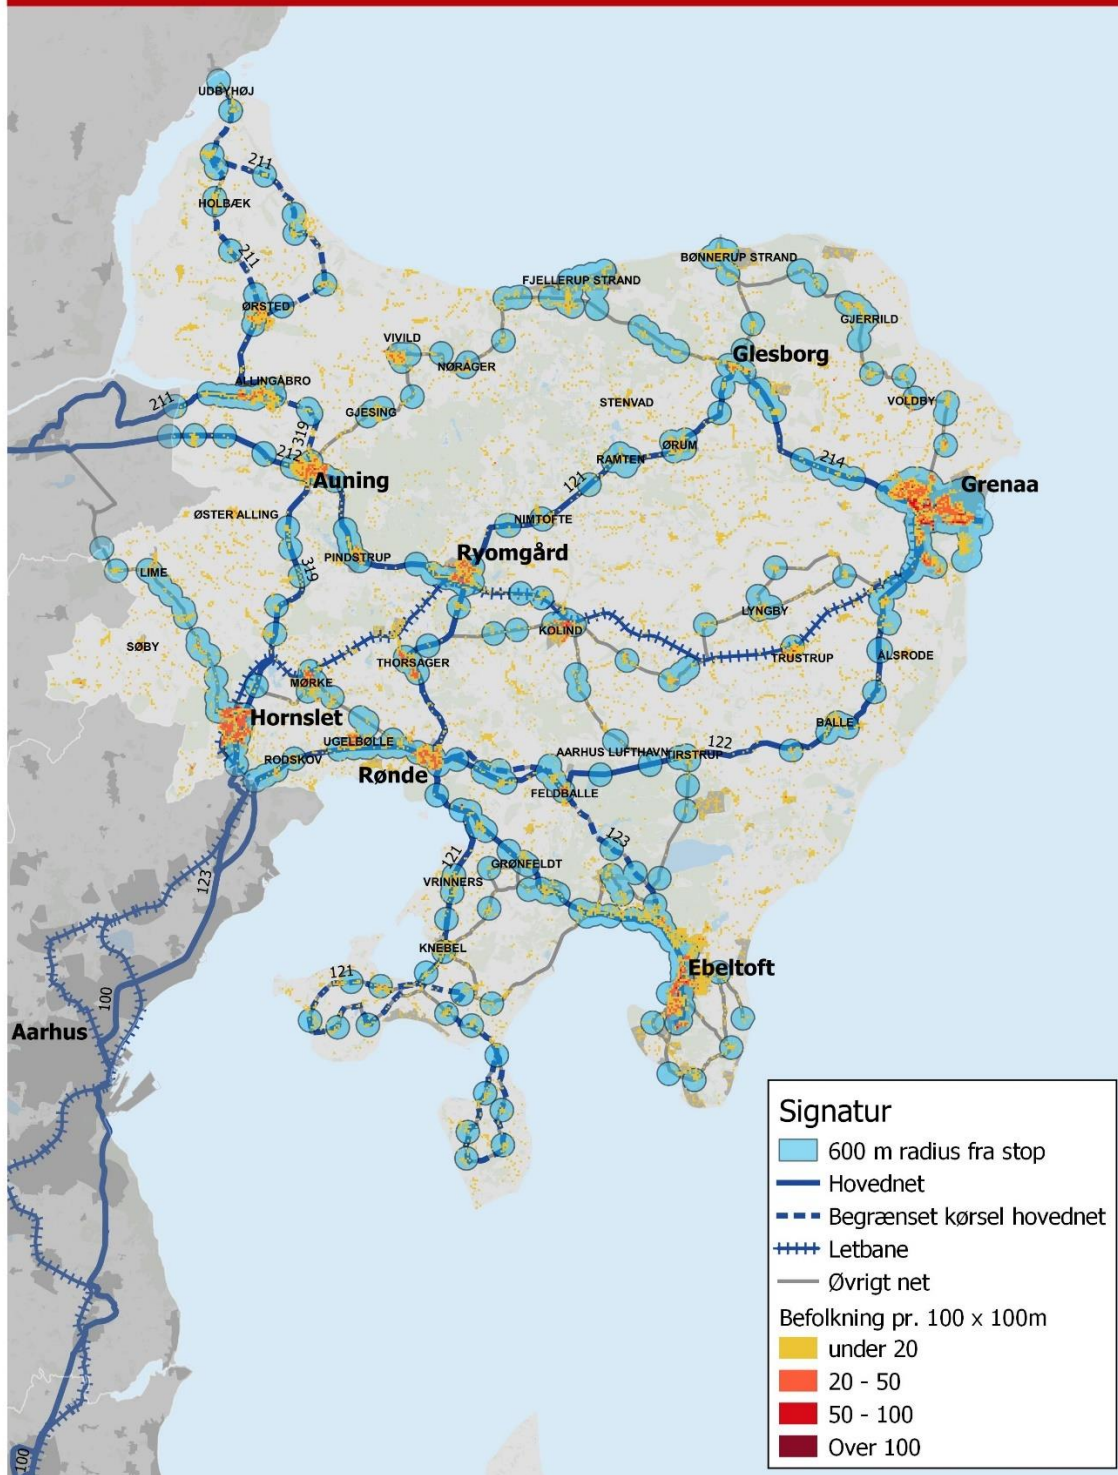 UDBYHØJ
211
HOLBÆK
211
BØNNERUP STRAND
FJELLERUP STRAND
ØRSTED
GJERRILD
VIVILD
Glesborg
NØRAGER
ALLINGÅBRO
211
STENVAD
VOLDBY
GJESING
319
ØRUM
212
RAMTEN
214
Grenaa
Auning
121
ØSTER ALLING
NIMTOFTE
PINDSTRUP
Ryomgård
319
LIME
LYNGBY
KOLIND
SØBY
TRUSTRUP
ÅLSRODE
THORSAGER
MØRKE
Hornslet
BALLE
UGELBØLLE
122
AARHUS LUFTHAVN
TIRSTRUP
RODSKOV
Rønde
FELDBALLE
123
121
GRØNFELDT
VRINNERS
123
KNEBEL
121
Ebeltoft
100
Aarhus
Signatur
600 m radius fra stop
Hovednet
Begrænset kørsel hovednet
Letbane
Øvrigt net
Befolkning pr. 100 x 100m
under 20
20 - 50
50 - 100
Over 100
100